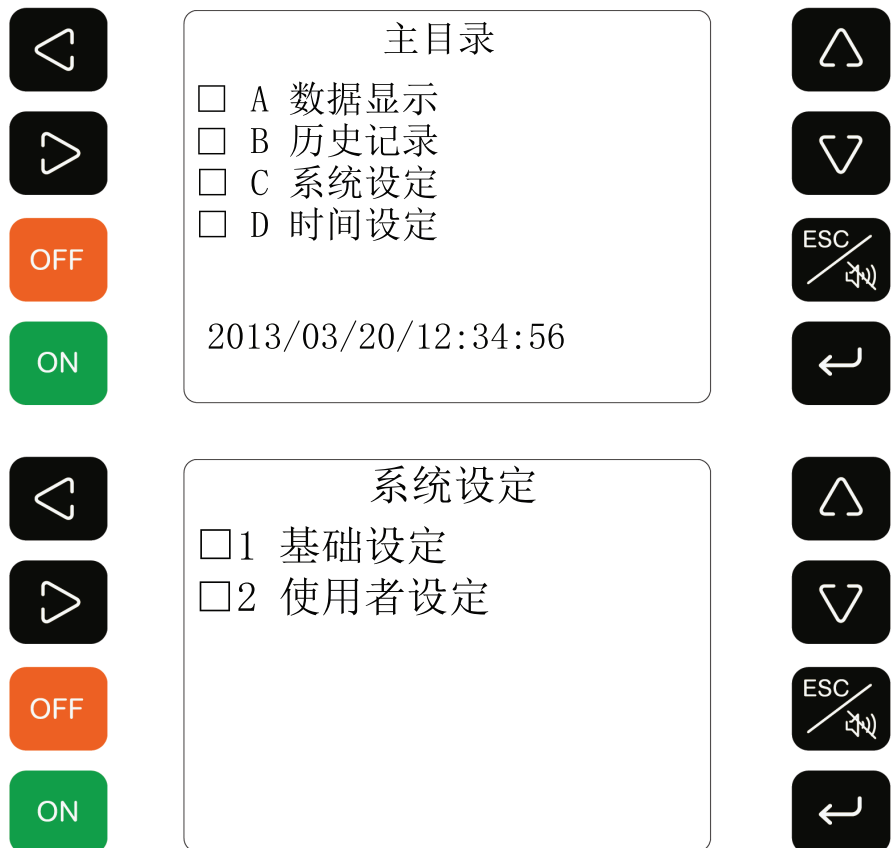 主目录
□ A 数据显示
□ B 历史记录
□ C 系统设定
□ D 时间设定
OFF
ESC
2013/03/20/12:34:56
ON
系统设定
□1 基础设定
□2 使用者设定
OFF
ESC
ON